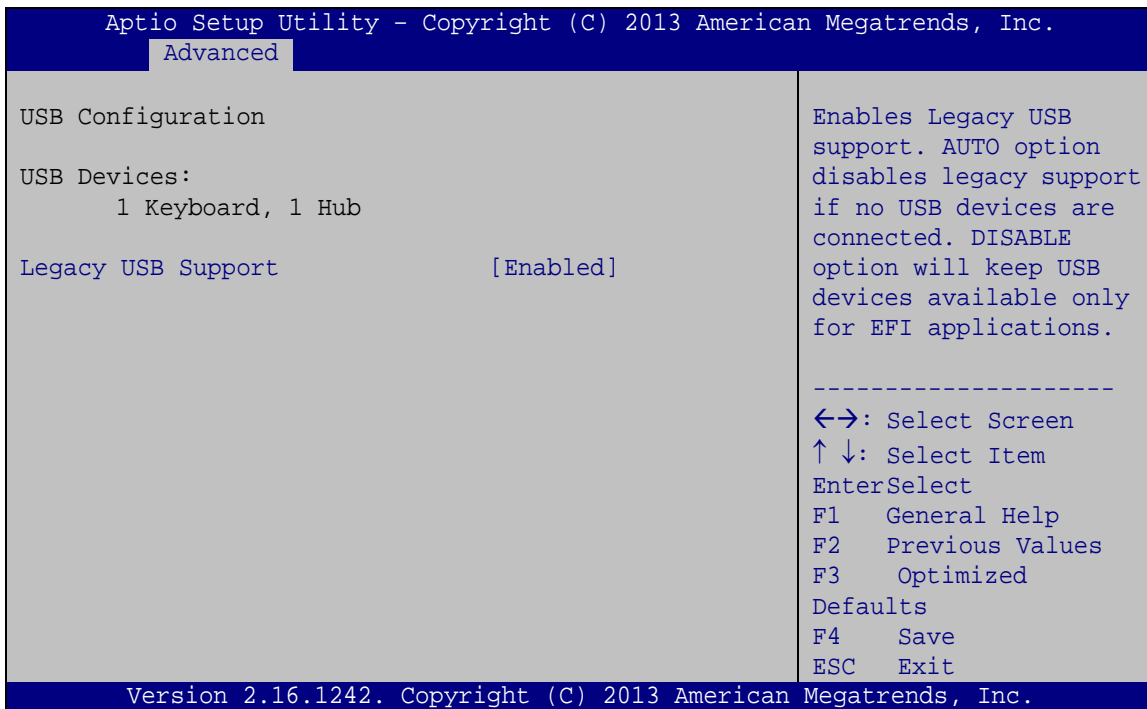 Aptio Setup Utility – Copyright (C) 2013 American Megatrends, Inc.
Advanced
USB Configuration
USB Devices:
1 Keyboard, 1 Hub
Legacy USB Support [Enabled]
Enables Legacy USB
support. AUTO option
disables legacy support
if no USB devices are
connected. DISABLE
option will keep USB
devices available only
for EFI applications.
---------------------
←→: Select Screen
↑ ↓: Select Item
EnterSelect
F1 General Help
F2 Previous Values
F3 Optimized
Defaults
F4 Save
ESC Exit
Version 2.16.1242. Copyright (C) 2013 American Megatrends, Inc.